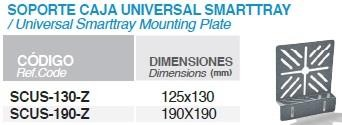 SOPORTE CAJA UNIVERSAL SMARTTRAY
/ Universal Smarttray Mounting Plate
CÓDIGO DIMENSIONES
Ref.Code Dimensions (mm)
SCUS-130-Z 125x130
SCUS-190-Z 190X190